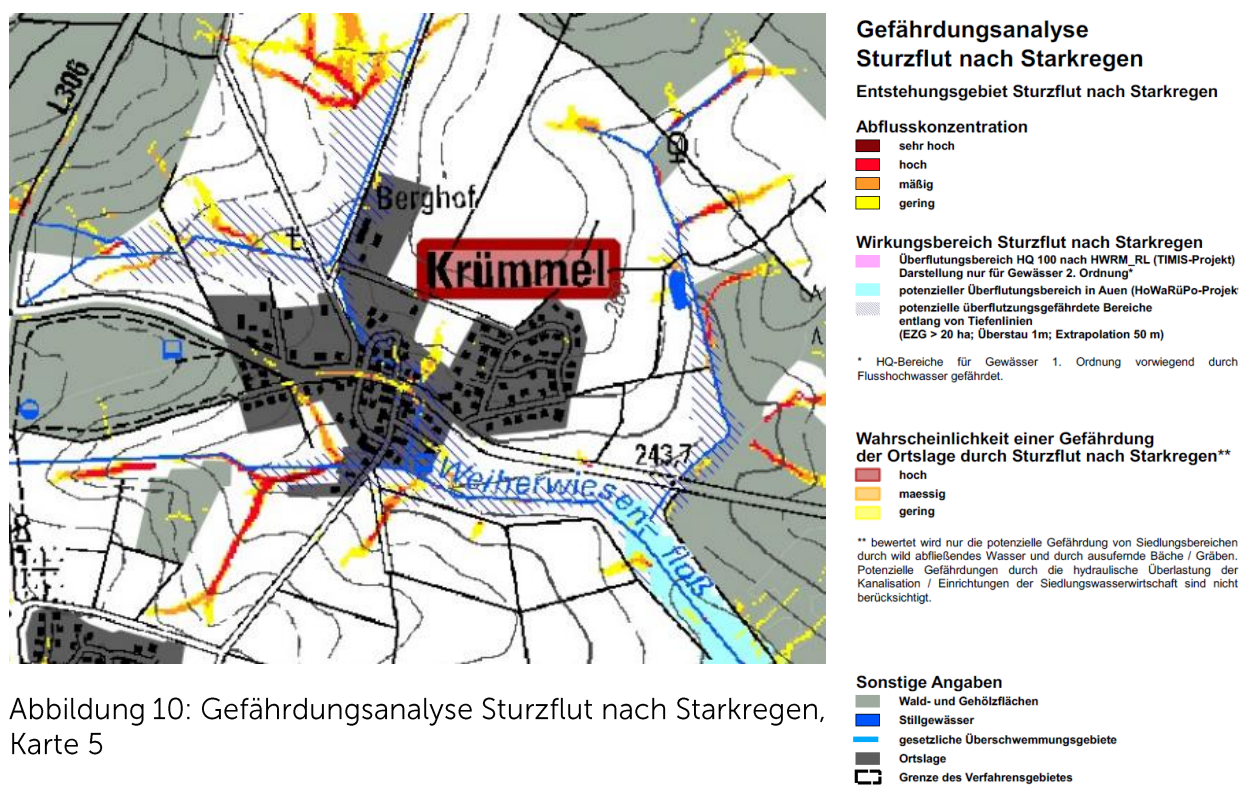 L306
Berghof
Krümmel
280
243,7
Weiherwiesen-
floß
Abbildung 10: Gefährdungsanalyse Sturzflut nach Starkregen,
Karte 5
Gefährdungsanalyse
Sturzflut nach Starkregen
Entstehungsgebiet Sturzflut nach Starkregen
Abflusskonzentration
sehr hoch
hoch
mäßig
gering
Wirkungsbereich Sturzflut nach Starkregen
Überflutungsbereich HQ 100 nach HWRM_RL (TIMIS-Projekt)
Darstellung nur für Gewässer 2. Ordnung*
potenzieller Überflutungsbereich in Auen (HoWaRüPo-Projek
potenzielle überflutzungsgefährdete Bereiche
entlang von Tiefenlinien
(EZG > 20 ha; Überstau 1m; Extrapolation 50 m)
* HQ-Bereiche für Gewässer 1. Ordnung vorwiegend durch
Flusshochwasser gefährdet.
Wahrscheinlichkeit einer Gefährdung
der Ortslage durch Sturzflut nach Starkregen**
hoch
maessig
gering
** bewertet wird nur die potenzielle Gefährdung von Siedlungsbereichen
durch wild abfließendes Wasser und durch ausufernde Bäche / Gräben.
Potenzielle Gefährdungen durch die hydraulische Überlastung der
Kanalisation / Einrichtungen der Siedlungswasserwirtschaft sind nicht
berücksichtigt.
Sonstige Angaben
Wald- und Gehölzflächen
Stillgewässer
gesetzliche Überschwemmungsgebiete
Ortslage
Grenze des Verfahrensgebietes